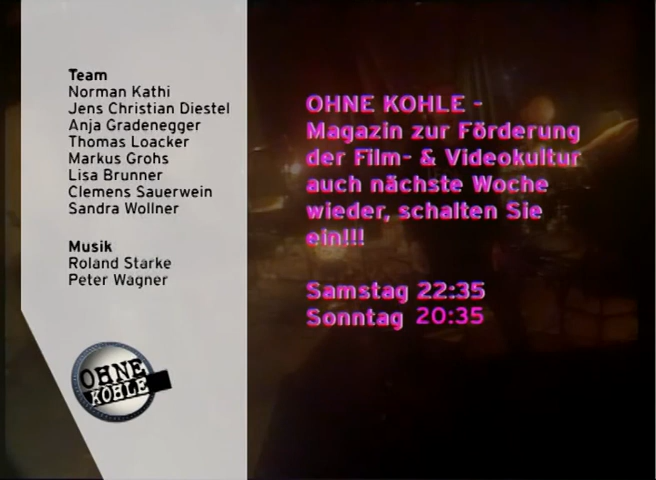 Team
Norman Kathi
Jens Christian Diestel
Anja Gradenegger
Thomas Loacker
Markus Grohs
Lisa Brunner
Clemens Sauerwein
Sandra Wollner
Musik
Roland Starke
Peter Wagner
OHNE
KOHLE
OHNE KOHLE -
Magazin zur Förderung
der Film- & Videokultur
auch nächste Woche
wieder, schalten Sie
ein!!!
Samstag 22:35
Sonntag 20:35